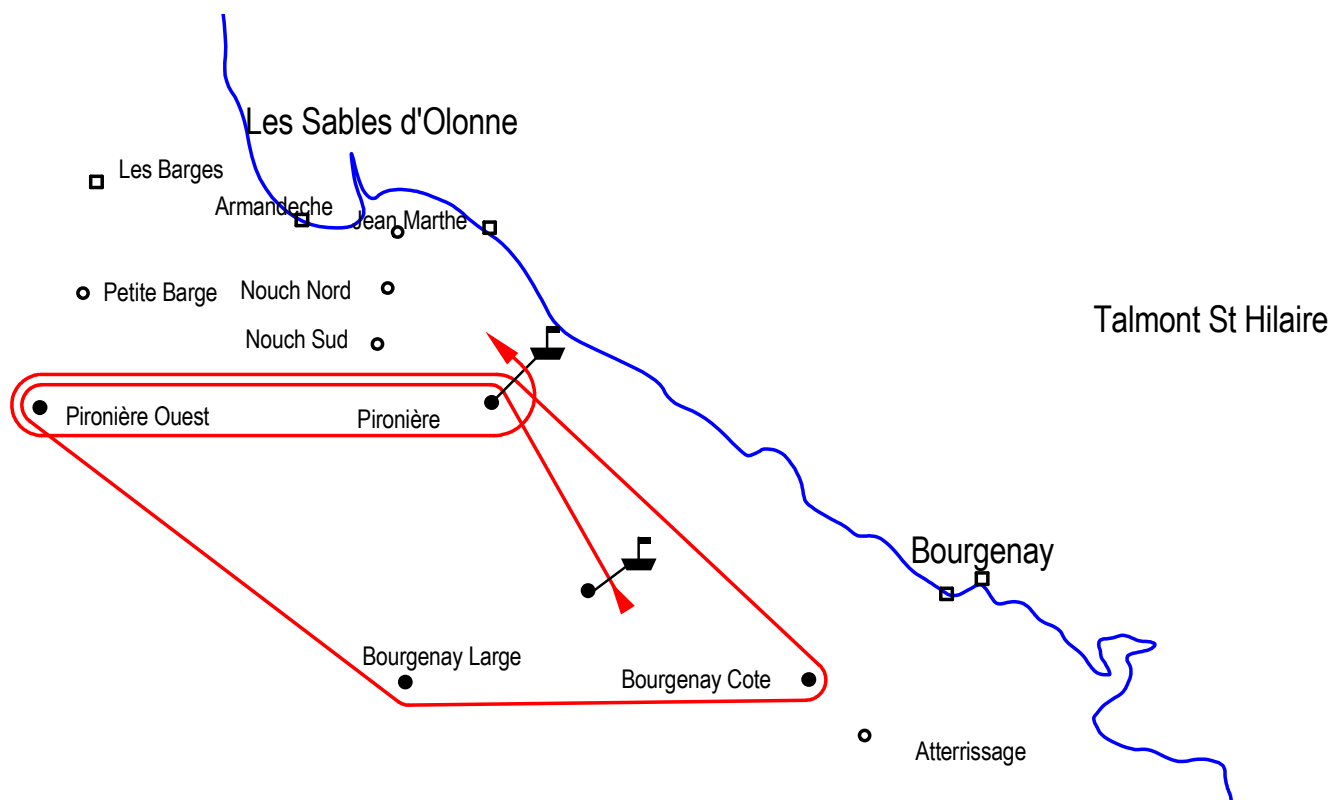 Les Sables d'Olonne
Les Barges
Armandeche
Jean Marthe
Petite Barge
Nouch Nord
Talmont St Hilaire
Nouch Sud
Pironière Ouest
Pironière
Bourgenay
Bourgenay Large
Bourgenay Cote
Atterrissage